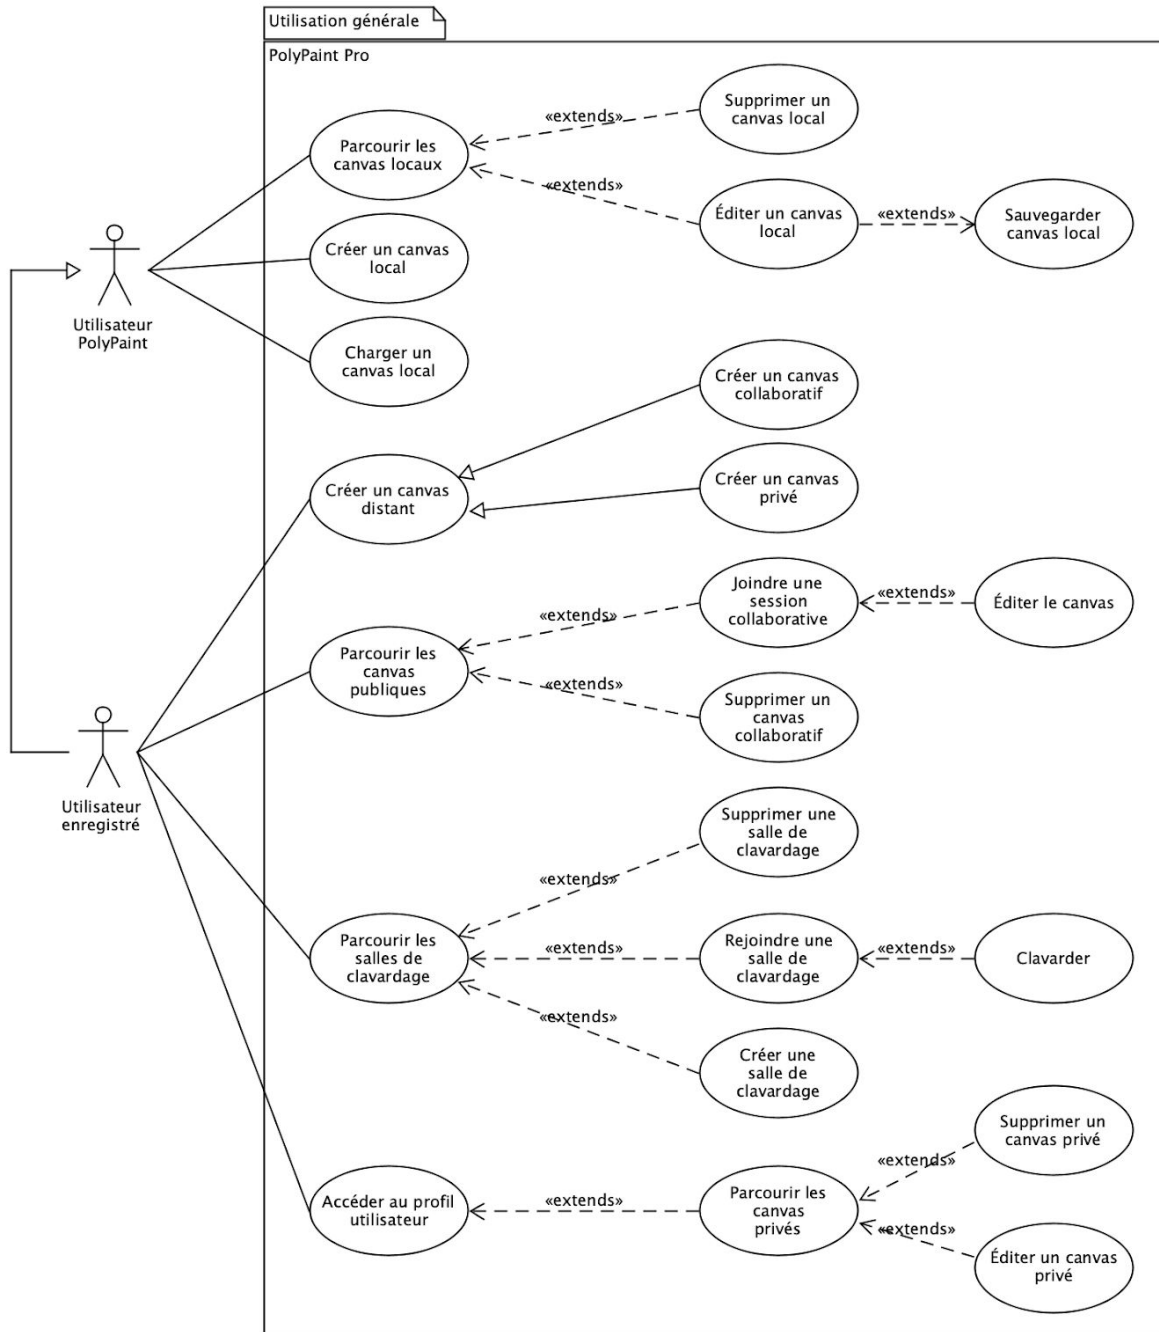 Utilisation générale
PolyPaint Pro
Supprimer un
canvas local
«extends»
Parcourir les
canvas locaux
«extends»
Éditer un canvas
local
«extends»
Sauvegarder
canvas local
Créer un canvas
local
Utilisateur
PolyPaint
Charger un
canvas local
Créer un canvas
collaboratif
Créer un canvas
distant
Créer un canvas
privé
Joindre une
session
collaborative
«extends»
Éditer le canvas
«extends»
Parcourir les
canvas
publiques
«extends»
Supprimer un
canvas
collaboratif
Utilisateur
enregistré
Supprimer une
salle de
clavardage
«extends»
Parcourir les
salles de
clavardage
«extends»
Rejoindre une
salle de
clavardage
«extends»
Clavarder
«extends»
Créer une
salle de
clavardage
Supprimer un
canvas privé
«extends»
Accéder au profil
utilisateur
«extends»
Parcourir les
canvas
privés
«extends»
Éditer un canvas
privé